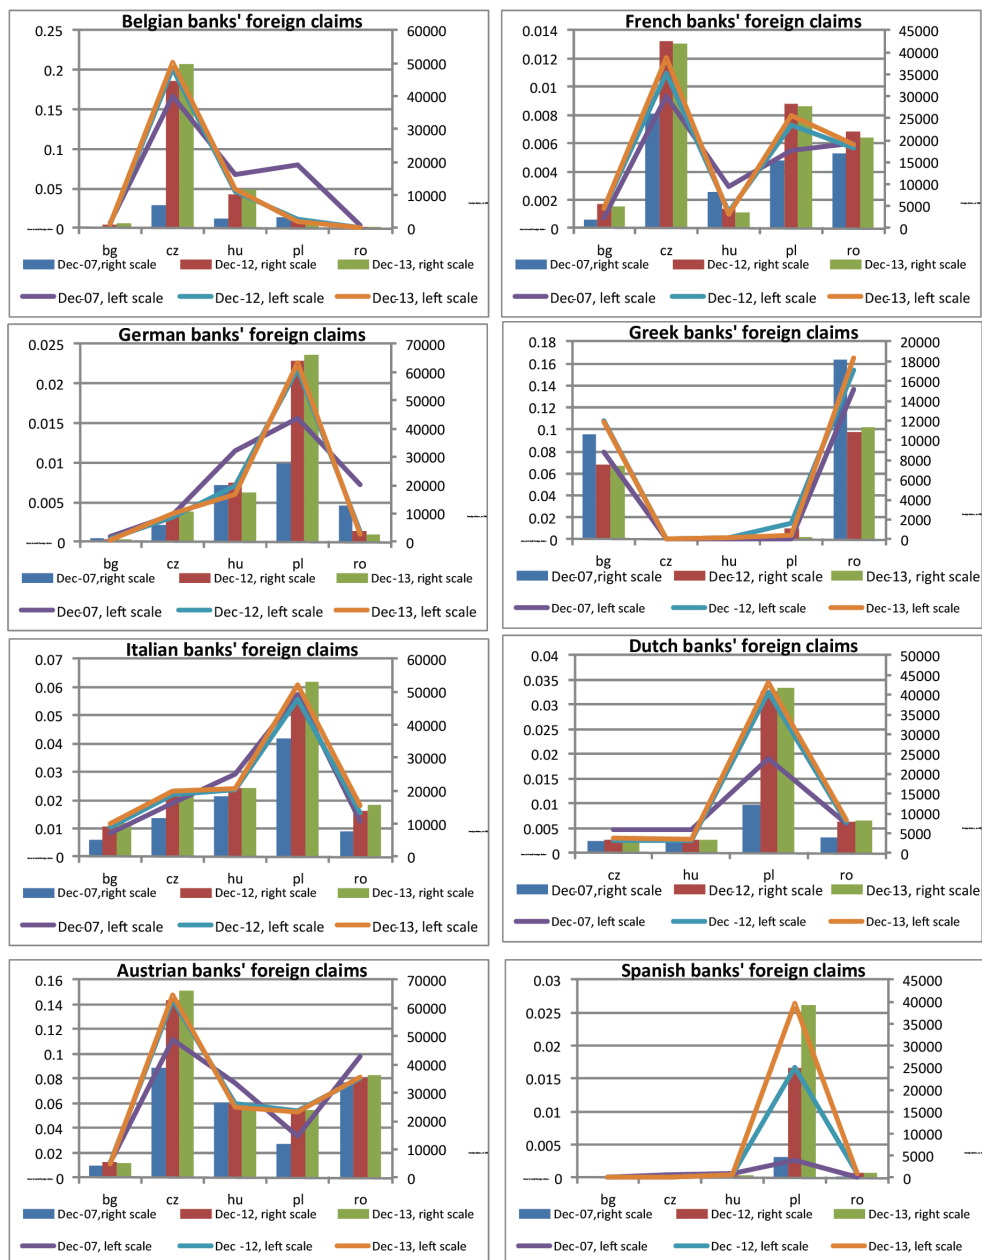 Belgian banks' foreign claims
0.25 60000
0.2 50000
0.15 40000
0.1 30000
0.05 20000
0 10000
0
bg cz hu pl ro
Dec-07,right scale Dec-12, right scale Dec-13, right scale
Dec-07, left scale Dec-12, left scale Dec-13, left scale
French banks' foreign claims
0.014 45000
0.012 40000
0.01 35000
0.008 30000
0.006 25000
0.004 20000
0.002 15000
0 10000
5000
0
bg cz hu pl ro
Dec-07,right scale Dec-12, right scale Dec-13, right scale
Dec-07, left scale Dec-12, left scale Dec-13, left scale
German banks' foreign claims
0.025 70000
0.02 60000
0.015 50000
0.01 40000
0.005 30000
0 20000
10000
0
bg cz hu pl ro
Dec-07,right scale Dec-12, right scale Dec-13, right scale
Dec-07, left scale Dec-12, left scale Dec-13, left scale
Greek banks' foreign claims
0.18 20000
0.16 18000
0.14 16000
0.12 14000
0.1 12000
0.08 10000
0.06 8000
0.04 6000
0.02 4000
0 2000
0
bg cz hu pl ro
Dec-07,right scale Dec-12, right scale Dec-13, right scale
Dec-07, left scale Dec -12, left scale Dec-13, left scale
Italian banks' foreign claims
0.07 60000
0.06 50000
0.05 40000
0.04 30000
0.03 20000
0.02 10000
0.01 0
0
bg cz hu pl ro
Dec-07,right scale Dec-12, right scale Dec-13, right scale
Dec-07, left scale Dec -12, left scale Dec-13, left scale
Dutch banks' foreign claims
0.04 50000
0.035 45000
0.03 40000
0.025 35000
0.02 30000
0.015 25000
0.01 20000
0.005 15000
0 10000
5000
0
cz hu pl ro
Dec-07,right scale Dec-12, right scale Dec-13, right scale
Dec-07, left scale Dec -12, left scale Dec-13, left scale
Austrian banks' foreign claims
0.16 70000
0.14 60000
0.12 50000
0.1 40000
0.08 30000
0.06 20000
0.04 10000
0.02 0
0
bg cz hu pl ro
Dec-07,right scale Dec-12, right scale Dec-13, right scale
Dec-07, left scale Dec -12, left scale Dec-13, left scale
Spanish banks' foreign claims
0.03 45000
0.025 40000
0.02 35000
0.015 30000
0.01 25000
0.005 20000
0 15000
10000
5000
0
bg cz hu pl ro
Dec-07,right scale Dec-12, right scale Dec-13, right scale
Dec-07, left scale Dec -12, left scale Dec-13, left scale